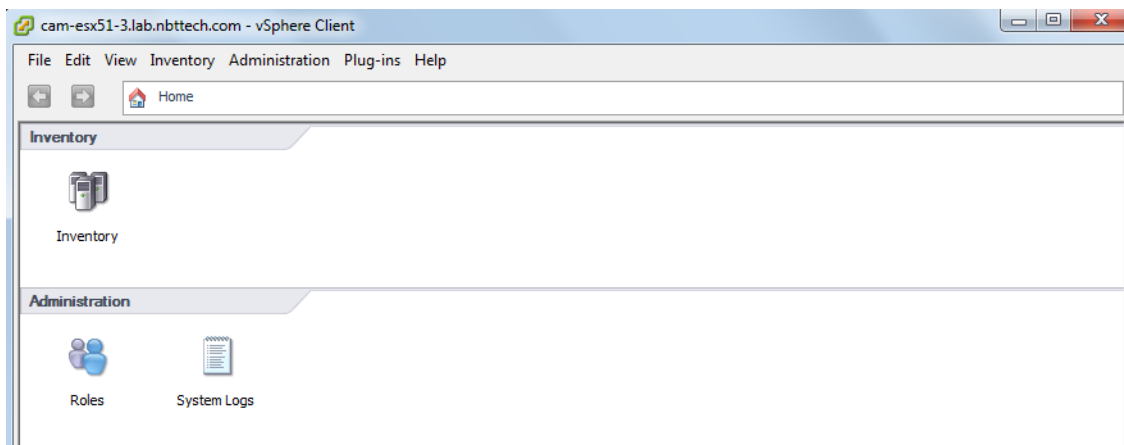 cam-esx51-3.lab.nbttech.com - vSphere Client
File Edit View Inventory Administration Plug-ins Help
Home
Inventory
Inventory
Administration
Roles System Logs